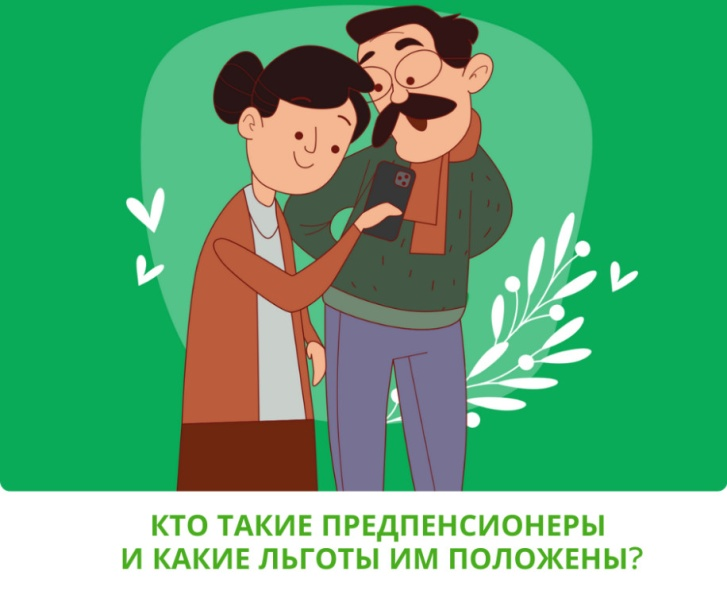 КТО ТАКИЕ ПРЕДПЕНСИОНЕРЫ
И КАКИЕ ЛЬГОТЫ ИМ ПОЛОЖЕНЫ?